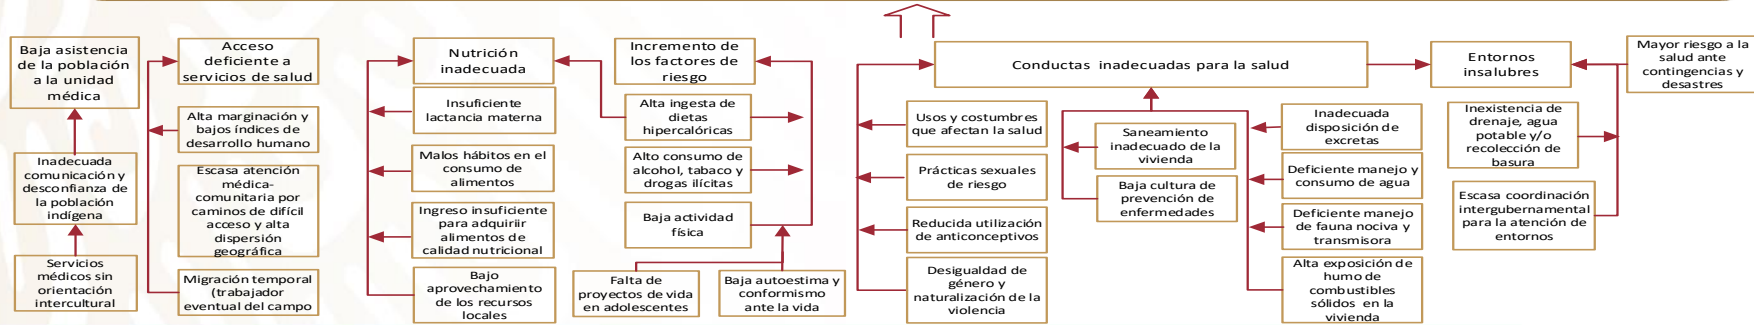 Baja asistencia
de la población
a la unidad
médica
Inadecuada
comunicación y
desconfianza de
la población
indígena
Servicios
médicos sin
orientación
intercultural
Acceso
deficiente a
servicios de salud
Alta marginación y
bajos índices de
desarrollo humano
Escasa atención
médica-
comunitaria por
caminos de difícil
acceso y alta
dispersión
geográfica
Migración temporal
(trabajador
eventual del campo
Nutrición
inadecuada
Insuficiente
lactancia materna
Malos hábitos en el
consumo de
alimentos
Ingreso insuficiente
para adquirir
alimentos de
calidad nutricional
Bajo
aprovechamiento
de los recursos
locales
Incremento de
los factores de
riesgo
Alta ingesta de
dietas
hipercalóricas
Alto consumo de
alcohol, tabaco y
drogas ilícitas
Baja actividad
física
Falta de
proyectos de vida
en adolescentes
Baja autoestima y
conformismo
ante la vida
Conductas inadecuadas para la salud
Usos y costumbres
que afectan la salud
Prácticas sexuales
de riesgo
Reducida utilización
de anticonceptivos
Desigualdad de
género y
naturalización de la
violencia
Saneamiento
inadecuado de la
vivienda
Baja cultura de
prevención de
enfermedades
Inadecuada
disposición de
excretas
Deficiente manejo y
consumo de agua
Deficiente manejo
de fauna nociva y
transmisora
Alta exposición de
humo de
combustibles
sólidos en la
vivienda
Entornos
insalubres
Inexistencia de
drenaje, agua
potable y/o
recolección de
basura
Escasa coordinación
intergubernamental
para la atención de
entornos
Mayor riesgo a la
salud ante
contingencias y
desastres